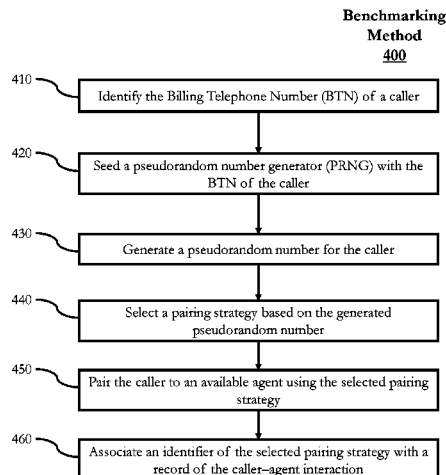 Benchmarking
Method
400
410
Identify the Billing Telephone Number (BTN) of a caller
420
Seed a pseudorandom number generator (PRNG) with the
BTN of the caller
430
Generate a pseudorandom number for the caller
440
Select a pairing strategy based on the generated
pseudorandom number
450
Pair the caller to an available agent using the selected pairing
strategy
460
Associate an identifier of the selected pairing strategy with a
record of the caller–agent interaction